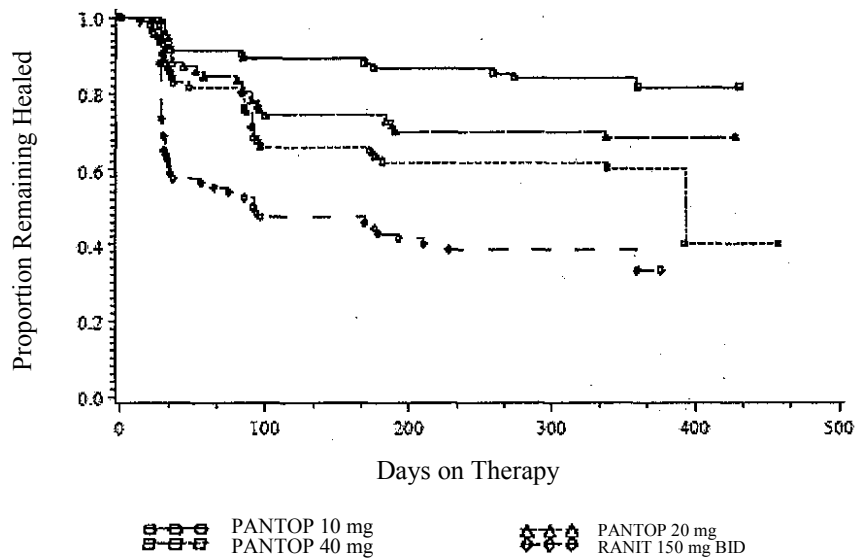 Proportion Remaining Healed
1.0
0.8
0.6
0.4
0.2
0.0
0 100 200 300 400 500
Days on Therapy
PANTOP 10 mg
PANTOP 40 mg
PANTOP 20 mg
RANIT 150 mg BID